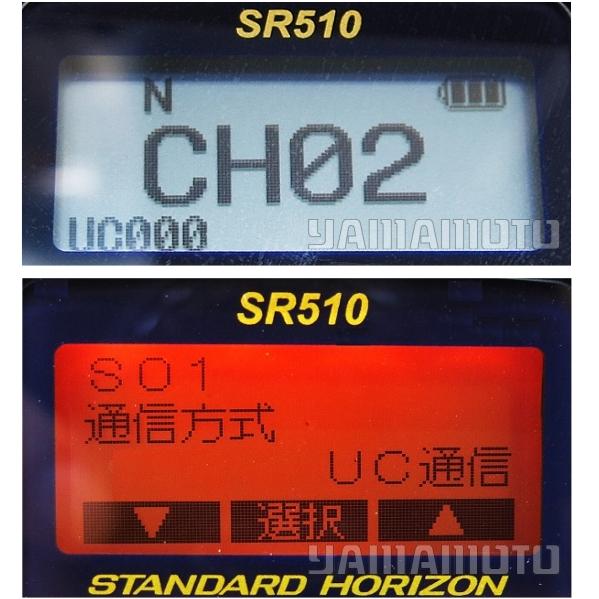 SR510
N
CH02
UC000
YAMAMOTO
SR510
S01
通信方式
UC通信
▼ 選択 ▲
YAMAMOTO
STANDARD HORIZON